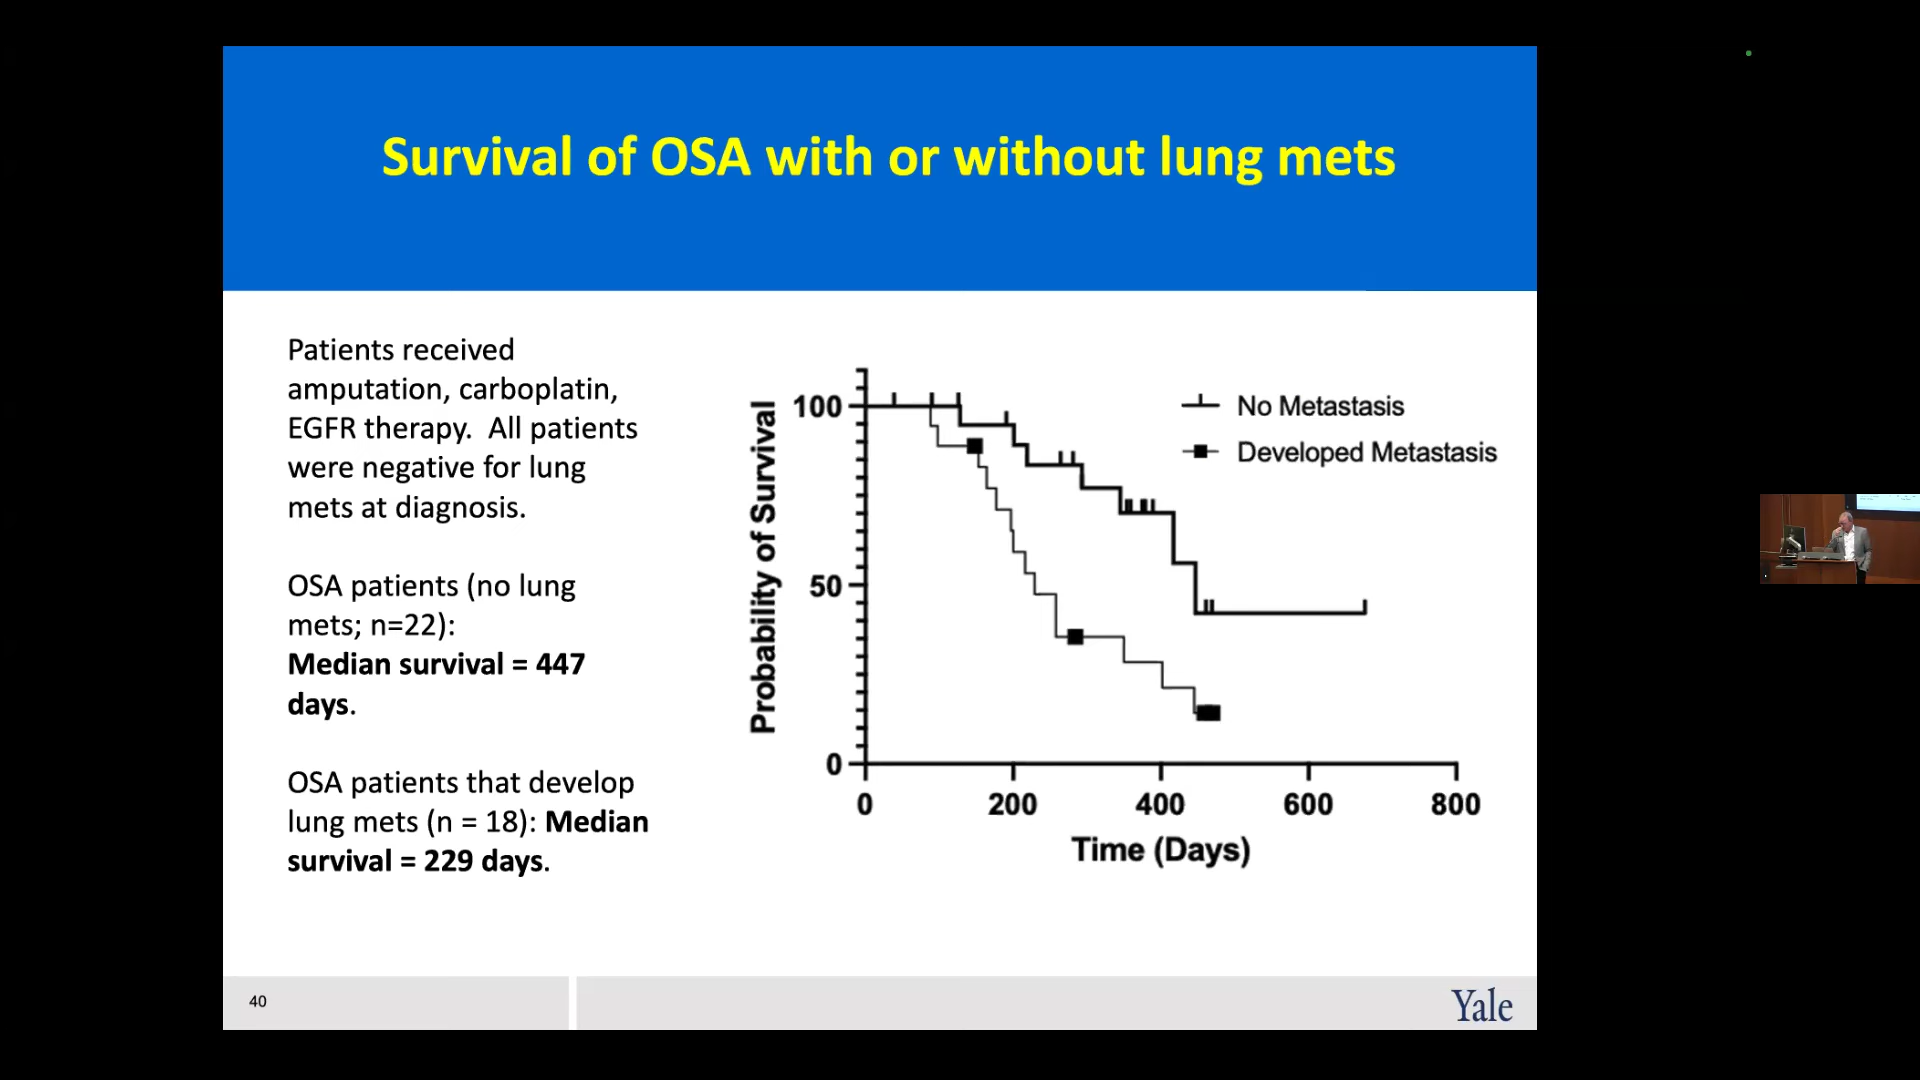 Survival of OSA with or without lung mets
Patients received
amputation, carboplatin,
EGFR therapy.  All patients
were negative for lung
mets at diagnosis.
OSA patients (no lung
mets; n=22):
Median survival = 447
days.
OSA patients that develop
lung mets (n = 18): Median
survival = 229 days.
Probability of Survival
100
50
0
No Metastasis
Developed Metastasis
0 200 400 600 800
Time (Days)
40
Yale